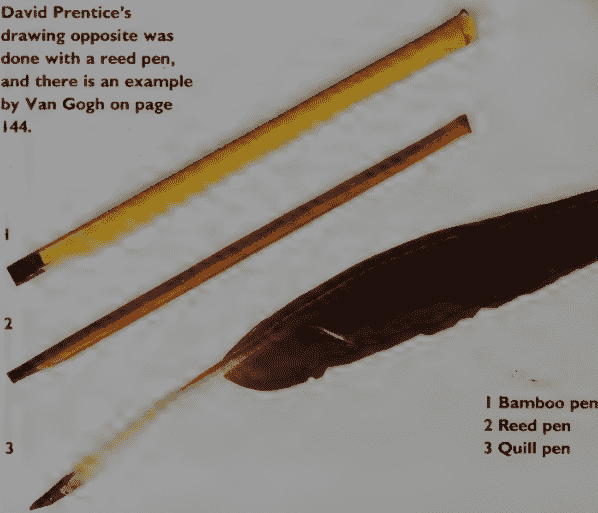 David Prentice's
drawing opposite was
done with a reed pen,
and there is an example
by Van Gogh on page
144.
1
2
3
1 Bamboo pen
2 Reed pen
3 Quill pen